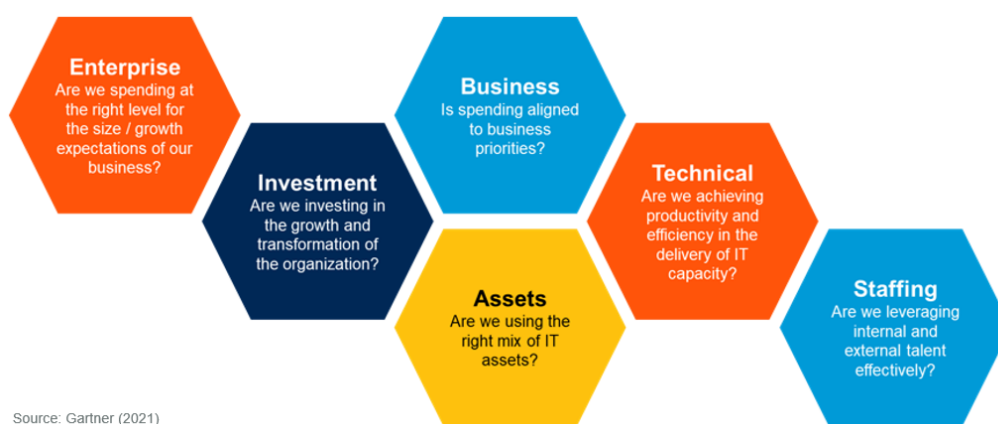 Enterprise
Are we spending at
the right level for
the size / growth
expectations of our
business?
Investment
Are we investing in
the growth and
transformation of
the organization?
Business
Is spending aligned
to business
priorities?
Assets
Are we using the
right mix of IT
assets?
Technical
Are we achieving
productivity and
efficiency in the
delivery of IT
capacity?
Staffing
Are we leveraging
internal and
external talent
effectively?
Source: Gartner (2021)